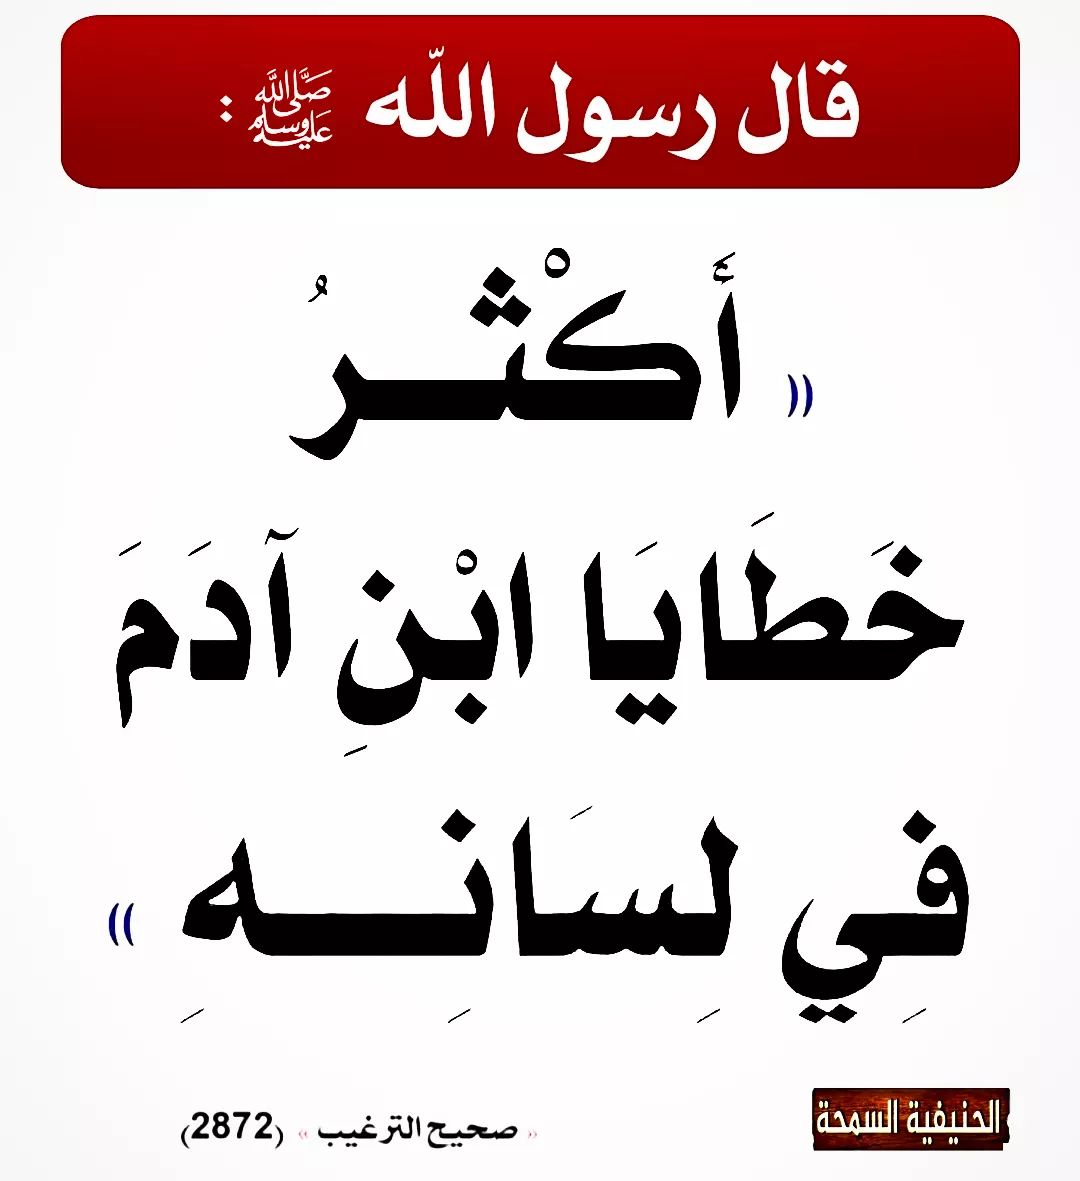 قال رسول الله ﷺ :
(( أَكْثَرُ
خَطَايَا ابْنِ آدَمَ
فِي لِسَانِهِ ))
« صحيح الترغيب » (2872)
الحنيفية السمحة